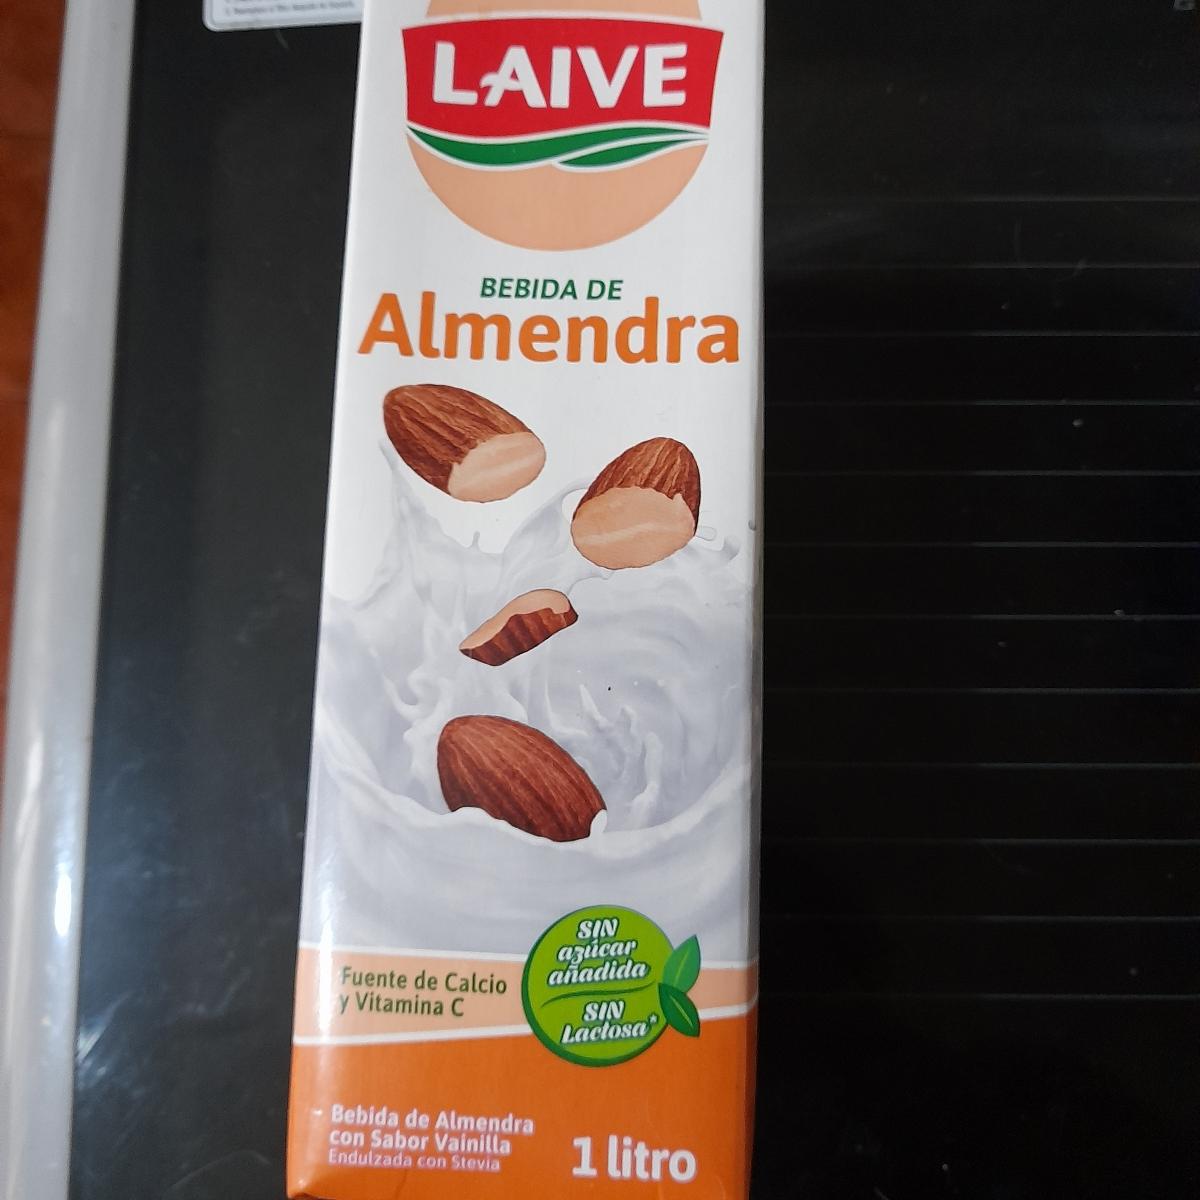 LAIVE
BEBIDA DE
Almendra
SIN
azúcar
añadida
SIN
Lactosa*
Fuente de Calcio
y Vitamina C
Bebida de Almendra
con Sabor Vainilla
Endulzada con Stevia
1 litro